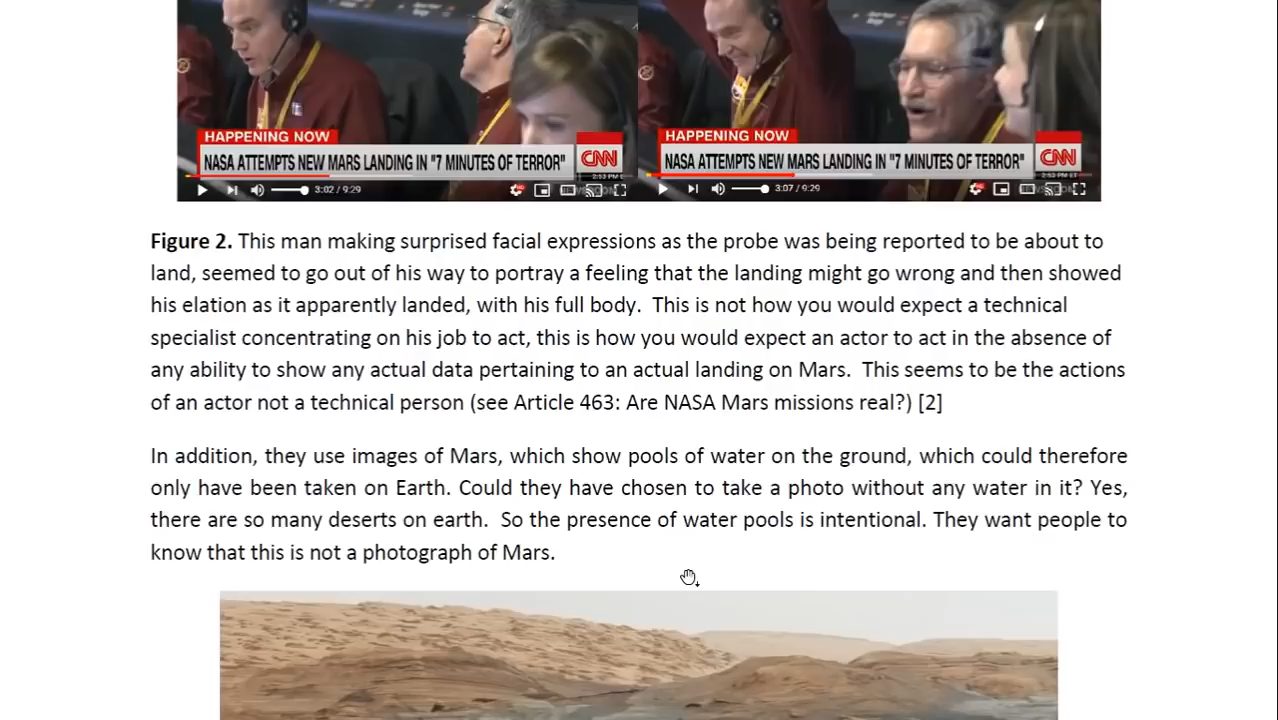 HAPPENING NOW
NASA ATTEMPTS NEW MARS LANDING IN "7 MINUTES OF TERROR"
CNN
2:53 PM
3:02 / 9:29
HAPPENING NOW
NASA ATTEMPTS NEW MARS LANDING IN "7 MINUTES OF TERROR"
CNN
2:53 PM ET
3:07 / 9:29
Figure 2. This man making surprised facial expressions as the probe was being reported to be about to
land, seemed to go out of his way to portray a feeling that the landing might go wrong and then showed
his elation as it apparently landed, with his full body. This is not how you would expect a technical
specialist concentrating on his job to act, this is how you would expect an actor to act in the absence of
any ability to show any actual data pertaining to an actual landing on Mars. This seems to be the actions
of an actor not a technical person (see Article 463: Are NASA Mars missions real?) [2]
In addition, they use images of Mars, which show pools of water on the ground, which could therefore
only have been taken on Earth. Could they have chosen to take a photo without any water in it? Yes,
there are so many deserts on earth. So the presence of water pools is intentional. They want people to
know that this is not a photograph of Mars.